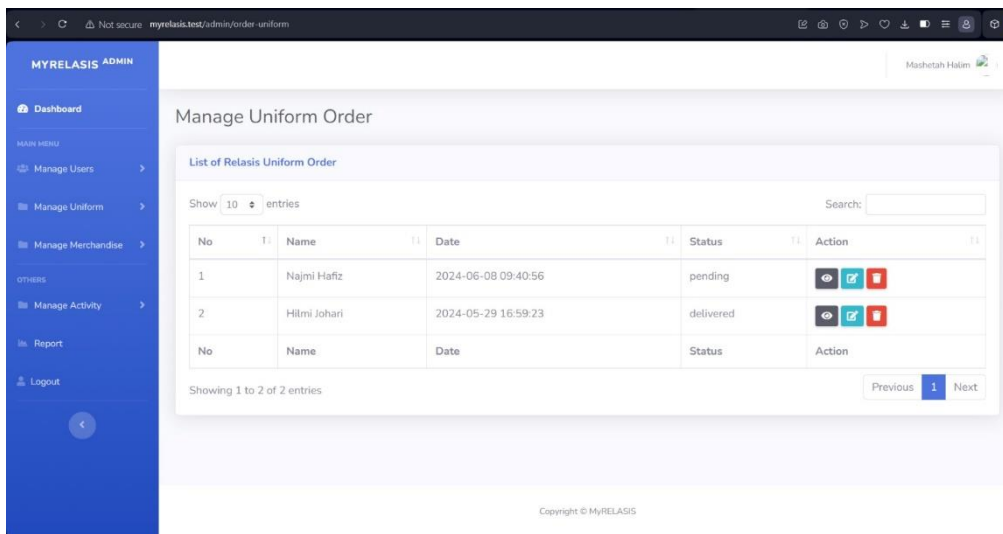 Not secure myrelasis.test/admin/order-uniform
MYRELASIS ADMIN
Mashetah Halim
Dashboard
Manage Uniform Order
MAIN MENU
Manage Users
List of Relasis Uniform Order
Manage Uniform
Show 10 entries
Search:
Manage Merchandise
No Name Date Status Action
OTHERS
1 Najmi Hafiz 2024-06-08 09:40:56 pending
Manage Activity
2 Hilmi Johari 2024-05-29 16:59:23 delivered
Report
No Name Date Status Action
Logout
Showing 1 to 2 of 2 entries
Previous 1 Next
Copyright © MyRELASIS